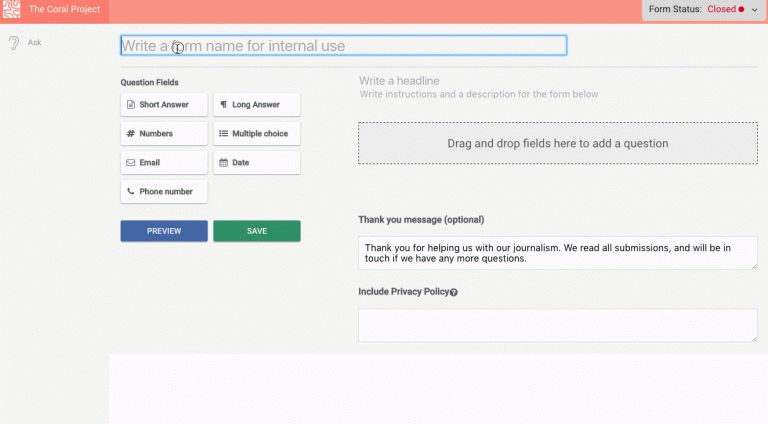 The Coral Project
Form Status: Closed
Ask
Write a form name for internal use
Question Fields
Short Answer
Long Answer
Numbers
Multiple choice
Email
Date
Phone number
PREVIEW
SAVE
Write a headline
Write instructions and a description for the form below
Drag and drop fields here to add a question
Thank you message (optional)
Thank you for helping us with our journalism. We read all submissions, and will be in
touch if we have any more questions.
Include Privacy Policy